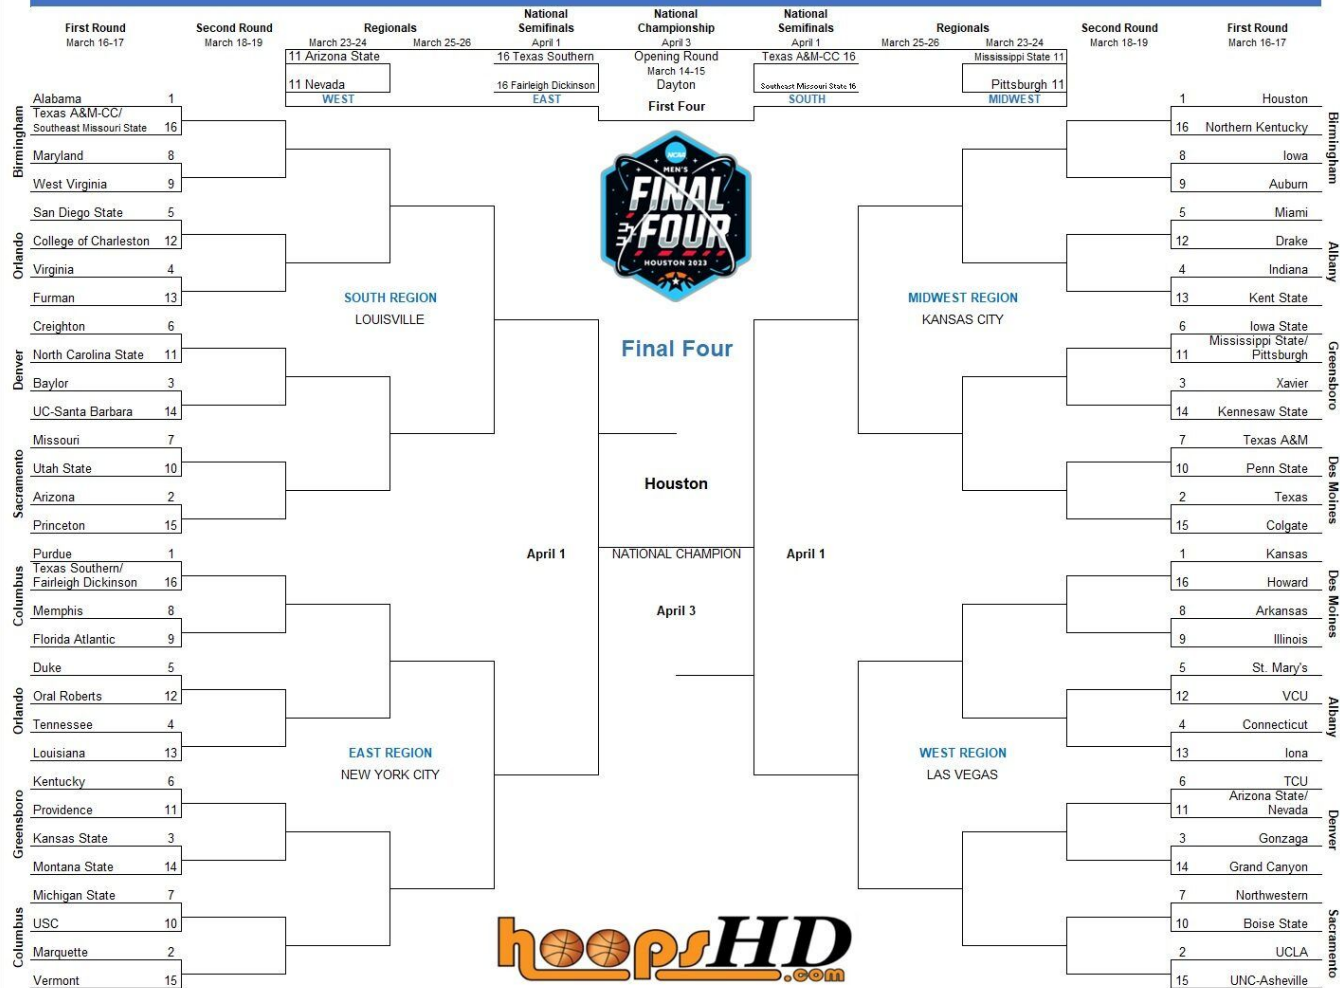 First Round
March 16-17
Second Round
March 18-19
Regionals
March 23-24
March 25-26
National
Semifinals
April 1
National
Championship
April 3
National
Semifinals
April 1
Regionals
March 25-26
March 23-24
Second Round
March 18-19
First Round
March 16-17
11 Arizona State
11 Nevada
WEST
16 Texas Southern
16 Fairleigh Dickinson
EAST
Opening Round
March 14-15
Dayton
First Four
Texas A&M-CC 16
Southeast Missouri State 16
SOUTH
Mississippi State 11
Pittsburgh 11
MIDWEST
Birmingham
Alabama 1
Texas A&M-CC/
Southeast Missouri State 16
Maryland 8
West Virginia 9
Orlando
San Diego State 5
College of Charleston 12
Virginia 4
Furman 13
Denver
Creighton 6
North Carolina State 11
Baylor 3
UC-Santa Barbara 14
Sacramento
Missouri 7
Utah State 10
Arizona 2
Princeton 15
SOUTH REGION
LOUISVILLE
Columbus
Purdue 1
Texas Southern/
Fairleigh Dickinson 16
Memphis 8
Florida Atlantic 9
Orlando
Duke 5
Oral Roberts 12
Tennessee 4
Louisiana 13
Greensboro
Kentucky 6
Providence 11
Kansas State 3
Montana State 14
Columbus
Michigan State 7
USC 10
Marquette 2
Vermont 15
EAST REGION
NEW YORK CITY
NCAA
MEN'S
FINAL
FOUR
HOUSTON 2023
Final Four
Houston
April 1
NATIONAL CHAMPION
April 1
April 3
hoopsHD
.com
MIDWEST REGION
KANSAS CITY
1 Houston
16 Northern Kentucky
8 Iowa
9 Auburn
Birmingham
5 Miami
12 Drake
4 Indiana
13 Kent State
Albany
6 Iowa State
Mississippi State/
11 Pittsburgh
3 Xavier
14 Kennesaw State
Greensboro
7 Texas A&M
10 Penn State
2 Texas
15 Colgate
Des Moines
WEST REGION
LAS VEGAS
1 Kansas
16 Howard
8 Arkansas
9 Illinois
Des Moines
5 St. Mary's
12 VCU
4 Connecticut
13 Iona
Albany
6 TCU
Arizona State/
11 Nevada
3 Gonzaga
14 Grand Canyon
Denver
7 Northwestern
10 Boise State
2 UCLA
15 UNC-Asheville
Sacramento